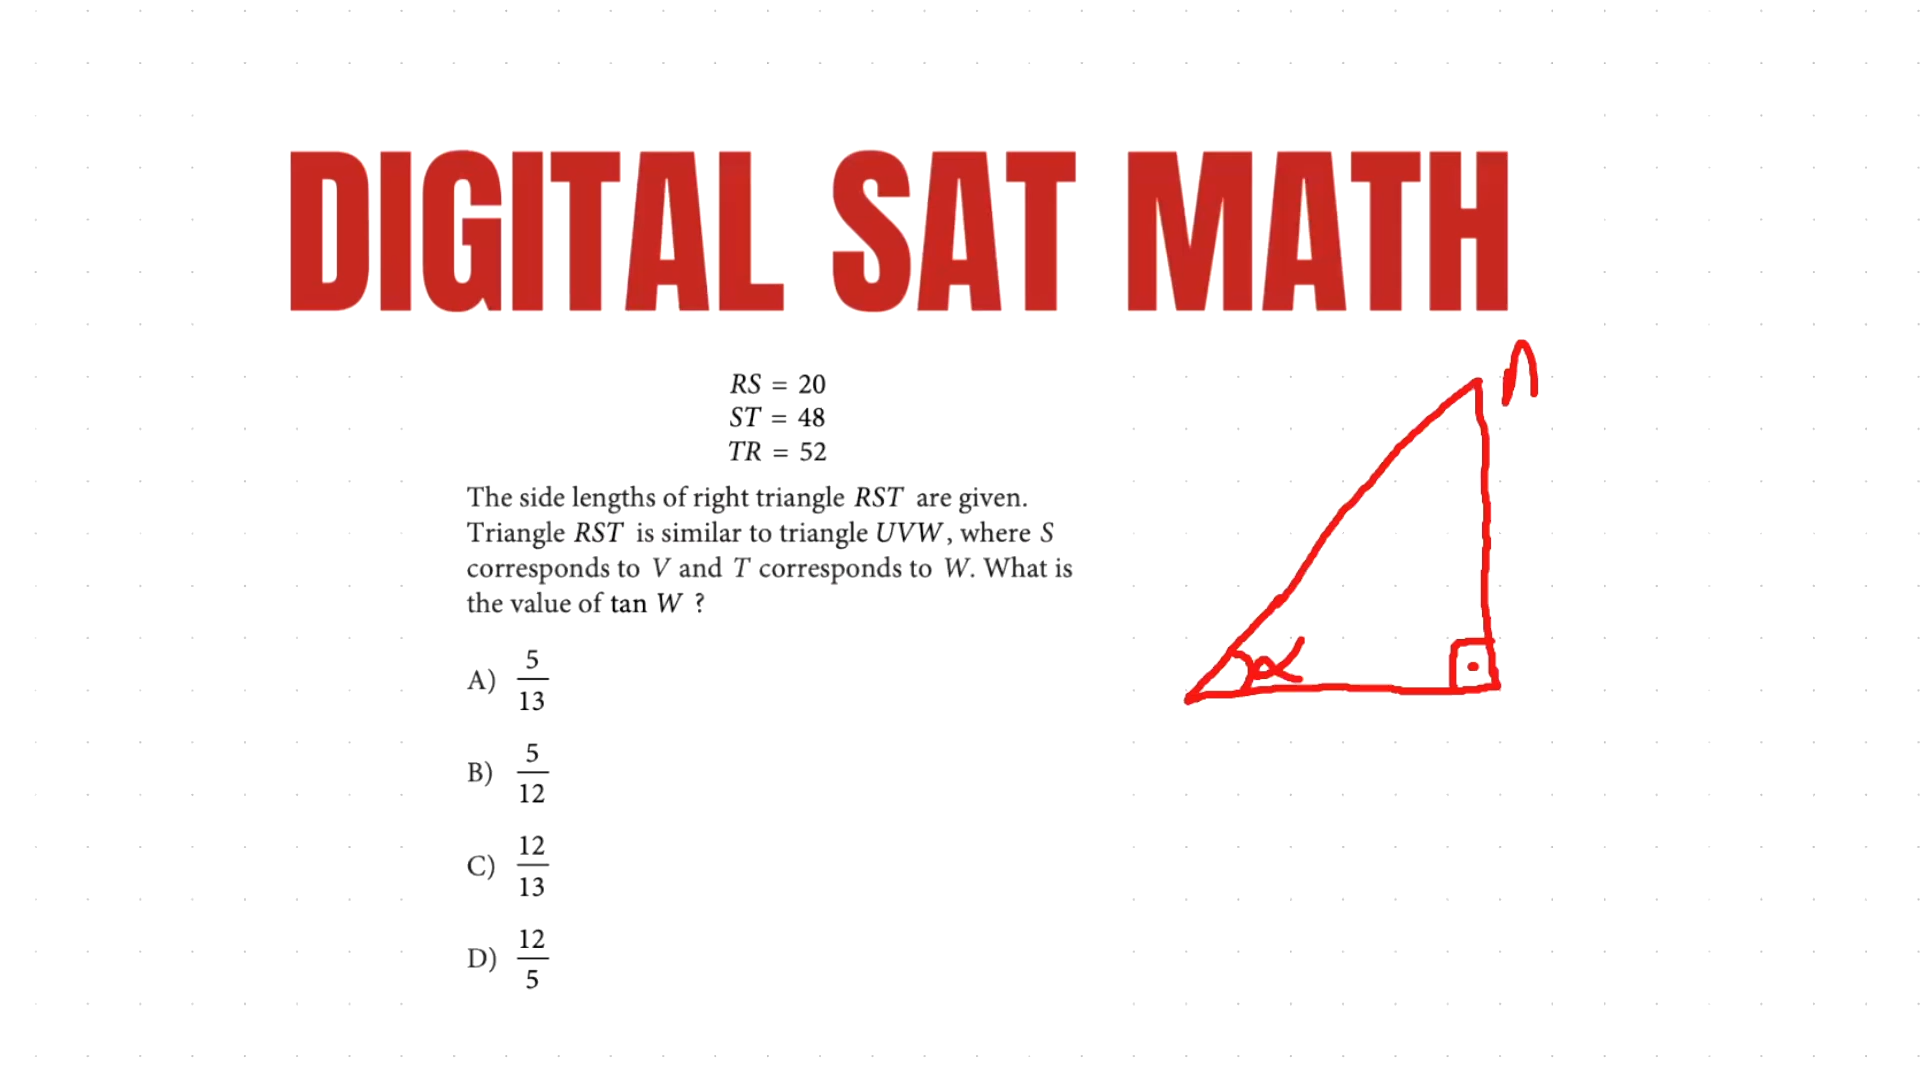 DIGITAL SAT MATH
RS = 20
ST = 48
TR = 52
The side lengths of right triangle RST are given.
Triangle RST is similar to triangle UVW, where S
corresponds to V and T corresponds to W. What is
the value of tan W ?
A) 5/13
B) 5/12
C) 12/13
D) 12/5
α